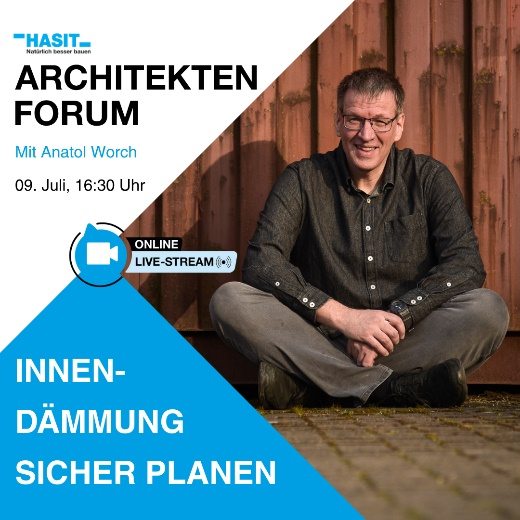 HASIT
Natürlich besser bauen
ARCHITEKTEN
FORUM
Mit Anatol Worch
09. Juli, 16:30 Uhr
ONLINE
LIVE-STREAM
INNEN-
DÄMMUNG
SICHER PLANEN